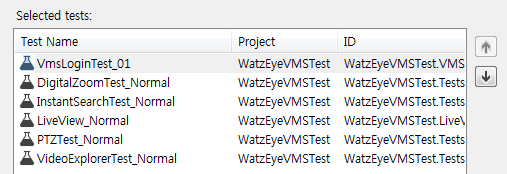 Selected tests:
Test Name Project ID
VmsLoginTest_01 WatzEyeVMSTest WatzEyeVMSTest.VMS
DigitalZoomTest_Normal WatzEyeVMSTest WatzEyeVMSTest.Tests
InstantSearchTest_Normal WatzEyeVMSTest WatzEyeVMSTest.Tests
LiveView_Normal WatzEyeVMSTest WatzEyeVMSTest.LiveV
PTZTest_Normal WatzEyeVMSTest WatzEyeVMSTest.Tests
VideoExplorerTest_Normal WatzEyeVMSTest WatzEyeVMSTest.Tests